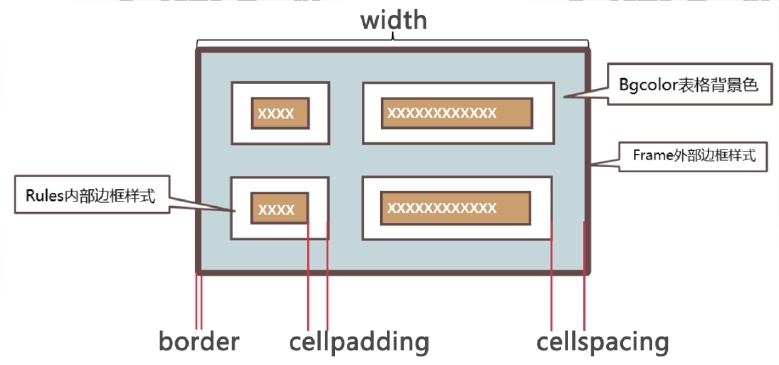 width
Bgcolor表格背景色
XXXX
XXXXXXXXXXXX
Frame外部边框样式
Rules内部边框样式
XXXX
XXXXXXXXXXXX
border
cellpadding
cellspacing